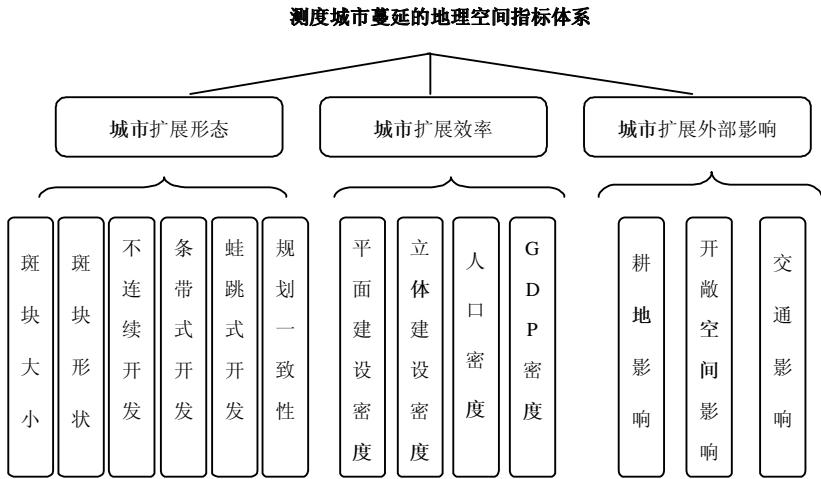 测度城市蔓延的地理空间指标体系
城市扩展形态
城市扩展效率
城市扩展外部影响
斑块大小
斑块形状
不连续开发
条带式开发
蛙跳式开发
规划一致性
平面建设密度
立体建设密度
人口密度
GDP密度
耕地影响
开敞空间影响
交通影响